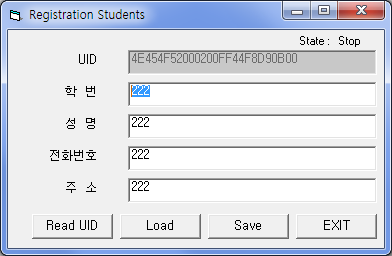 Registration Students
State : Stop
UID 4E454F52000200FF44F8D90B00
학 번 222
성 명 222
전화번호 222
주 소 222
Read UID Load Save EXIT